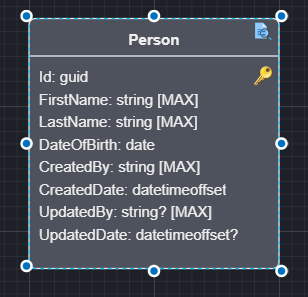 Person
Id: guid
FirstName: string [MAX]
LastName: string [MAX]
DateOfBirth: date
CreatedBy: string [MAX]
CreatedDate: datetimeoffset
UpdatedBy: string? [MAX]
UpdatedDate: datetimeoffset?